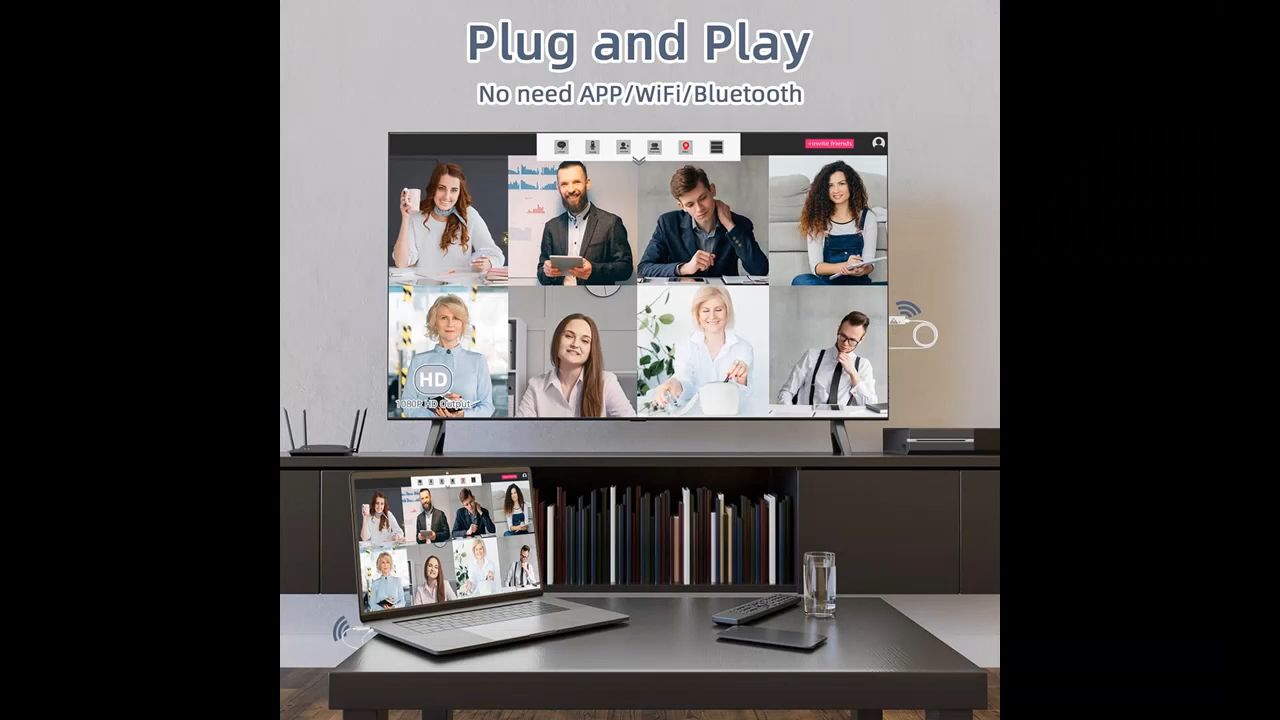 Plug and Play
No need APP/WiFi/Bluetooth
+invite friends
HD
1080P HD Output